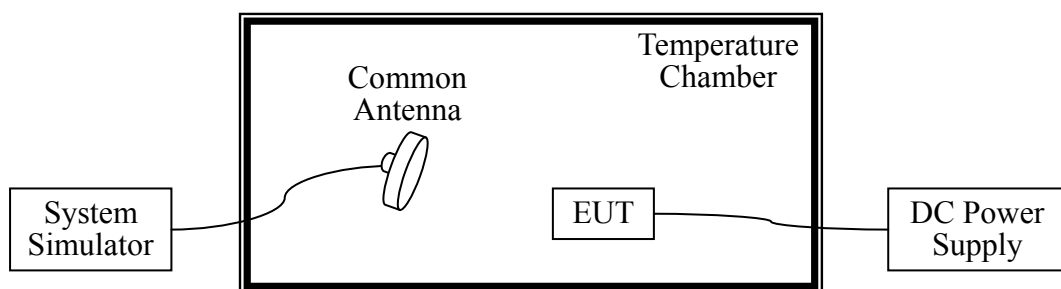 Temperature
Chamber
Common
Antenna
System
Simulator
EUT
DC Power
Supply